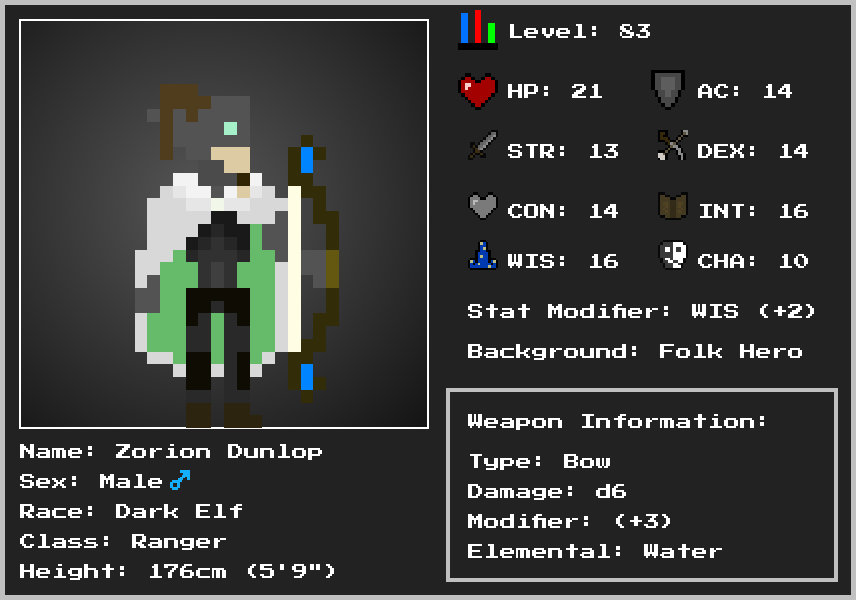 Level: 83
HP: 21 AC: 14
STR: 13 DEX: 14
CON: 14 INT: 16
WIS: 16 CHA: 10
Stat Modifier: WIS (+2)
Background: Folk Hero
Weapon Information:
Type: Bow
Damage: d6
Modifier: (+3)
Elemental: Water
Name: Zorion Dunlop
Sex: Male ♂
Race: Dark Elf
Class: Ranger
Height: 176cm (5'9")